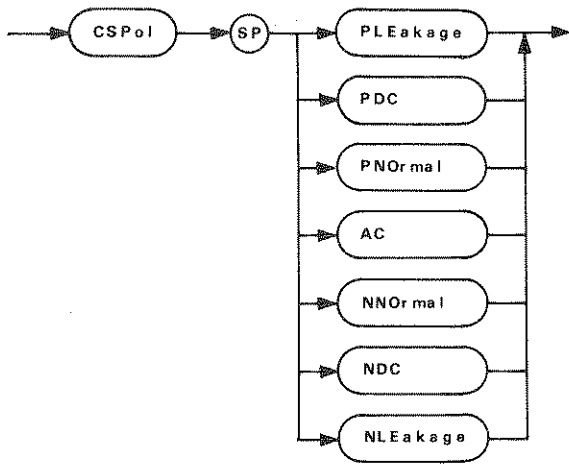 CSPol SP PLEakage
PDC
PNOrmal
AC
NNOrmal
NDC
NLEakage